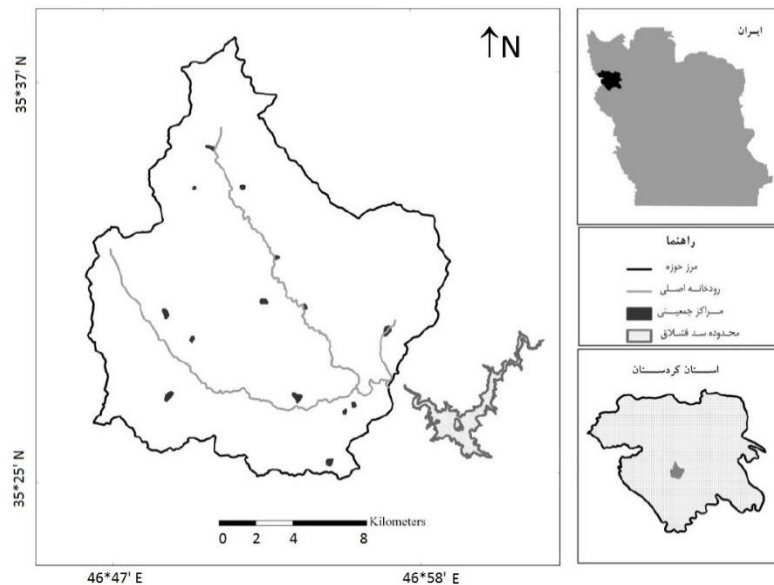 ↑N
35*37' N
35*25' N
46*47' E
46*58' E
Kilometers
0 2 4 8
ایران
راهنما
مرز حوزه
رودخانه اصلی
مراکز جمعیتی
محدوده سد قشلاق
استان کردستان